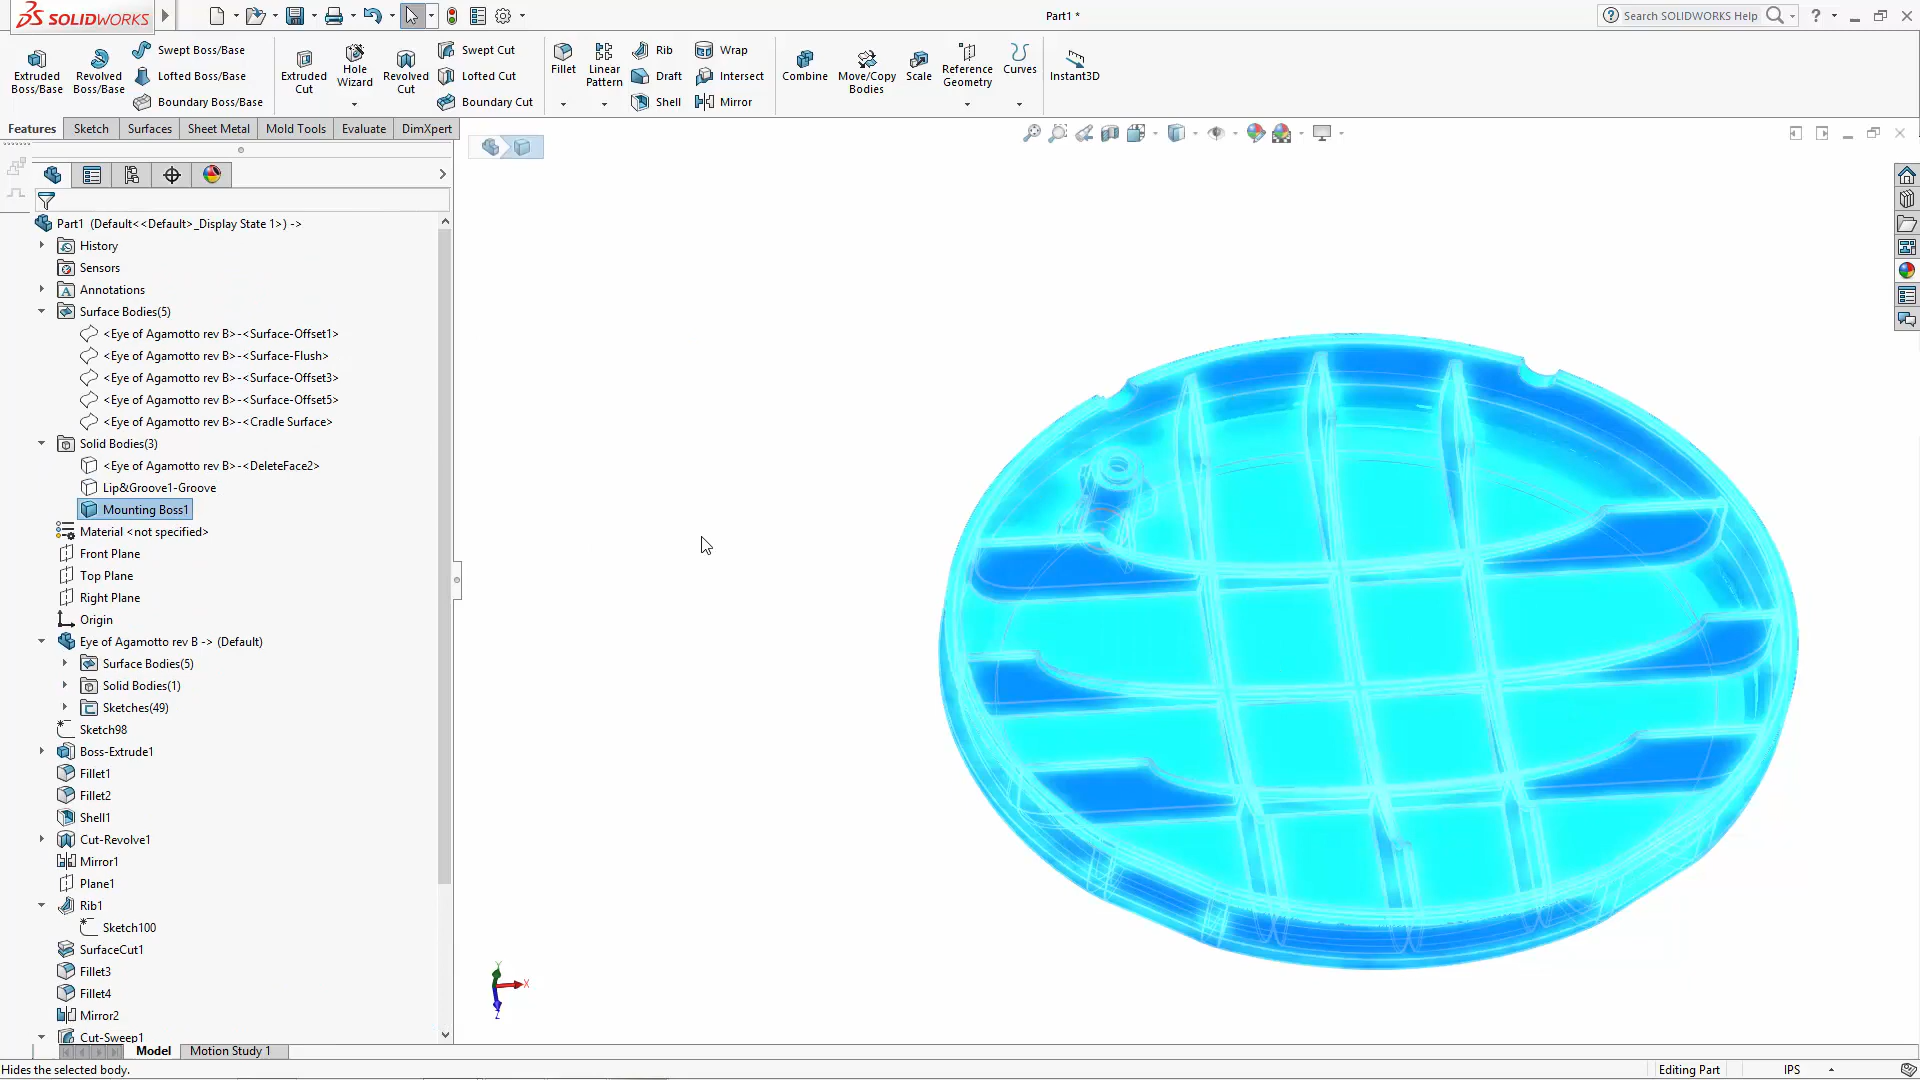 SOLIDWORKS
Part1 *
Search SOLIDWORKS Help
Extruded Boss/Base
Revolved Boss/Base
Swept Boss/Base
Lofted Boss/Base
Boundary Boss/Base
Extruded Cut
Hole Wizard
Revolved Cut
Swept Cut
Lofted Cut
Boundary Cut
Fillet
Linear Pattern
Rib
Draft
Shell
Wrap
Intersect
Mirror
Combine
Move/Copy Bodies
Scale
Reference Geometry
Curves
Instant3D
Features
Sketch
Surfaces
Sheet Metal
Mold Tools
Evaluate
DimXpert
Part1 (Default<<Default>_Display State 1>) ->
History
Sensors
Annotations
Surface Bodies(5)
<Eye of Agamotto rev B>-<Surface-Offset1>
<Eye of Agamotto rev B>-<Surface-Flush>
<Eye of Agamotto rev B>-<Surface-Offset3>
<Eye of Agamotto rev B>-<Surface-Offset5>
<Eye of Agamotto rev B>-<Cradle Surface>
Solid Bodies(3)
<Eye of Agamotto rev B>-<DeleteFace2>
Lip&Groove1-Groove
Mounting Boss1
Material <not specified>
Front Plane
Top Plane
Right Plane
Origin
Eye of Agamotto rev B -> (Default)
Surface Bodies(5)
Solid Bodies(1)
Sketches(49)
Sketch98
Boss-Extrude1
Fillet1
Fillet2
Shell1
Cut-Revolve1
Mirror1
Plane1
Rib1
Sketch100
SurfaceCut1
Fillet3
Fillet4
Mirror2
Cut-Sweep1
Y
X
Z
Model
Motion Study 1
Hides the selected body.
Editing Part
IPS